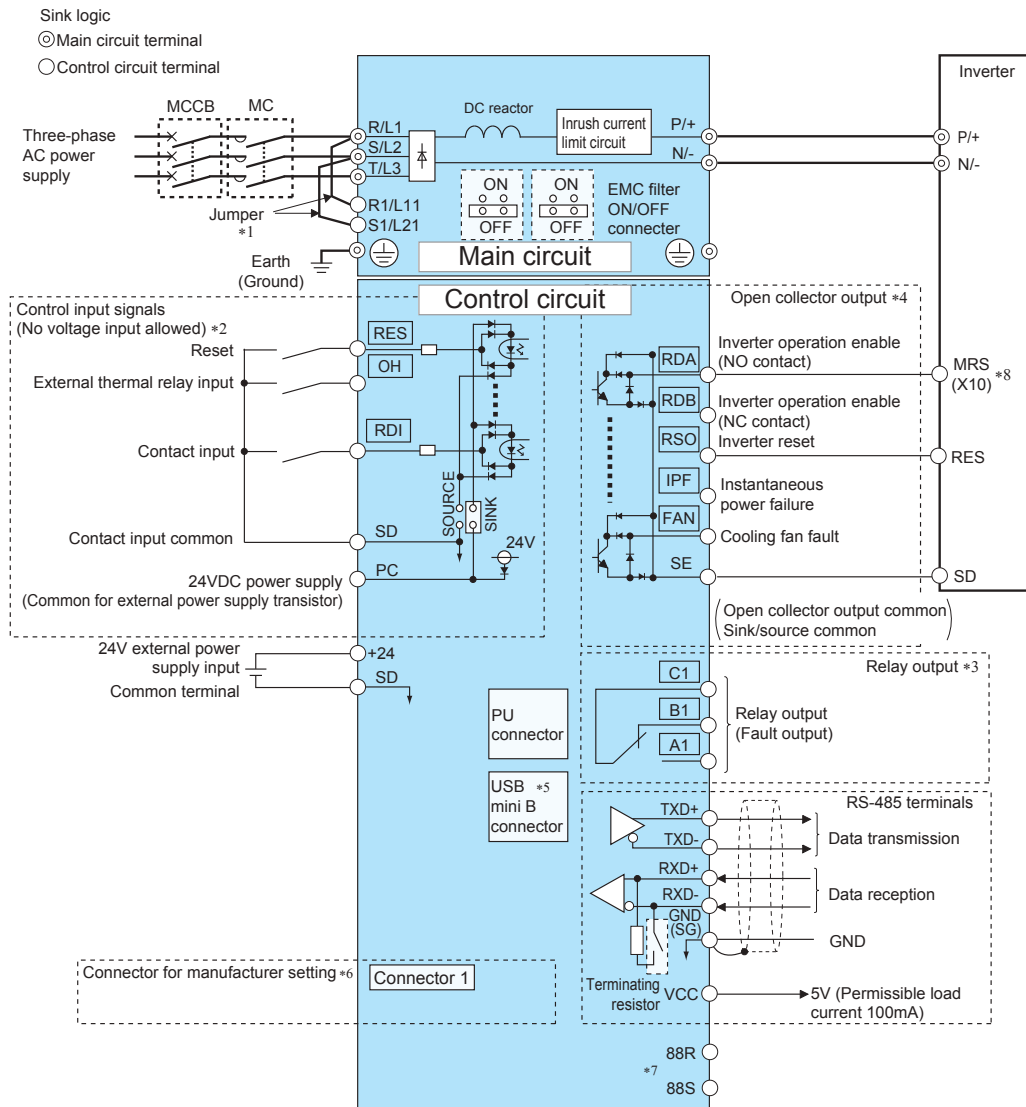 Sink logic
Main circuit terminal
Control circuit terminal
Inverter
MCCB
MC
Three-phase
AC power
supply
R/L1
S/L2
T/L3
R1/L11
S1/L21
Jumper
*1
Earth
(Ground)
DC reactor
Inrush current
limit circuit
P/+
N/-
P/+
N/-
ON
OFF
ON
OFF
EMC filter
ON/OFF
connecter
Main circuit
Control circuit
Control input signals
(No voltage input allowed) *2
Reset
External thermal relay input
Contact input
Contact input common
24VDC power supply
(Common for external power supply transistor)
RES
OH
RDI
SD
PC
SOURCE
SINK
24V
24V external power
supply input
Common terminal
+24
SD
Open collector output *4
RDA
Inverter operation enable
(NO contact)
RDB
Inverter operation enable
(NC contact)
RSO
Inverter reset
IPF
Instantaneous
power failure
FAN
Cooling fan fault
SE
Open collector output common
Sink/source common
MRS
(X10)
*8
RES
SD
Relay output *3
C1
B1
A1
Relay output
(Fault output)
PU
connector
USB *5
mini B
connector
RS-485 terminals
TXD+
TXD-
Data transmission
RXD+
RXD-
Data reception
GND
(SG)
GND
Terminating
resistor
VCC
5V (Permissible load
current 100mA)
Connector for manufacturer setting *6
Connector 1
88R
*7
88S